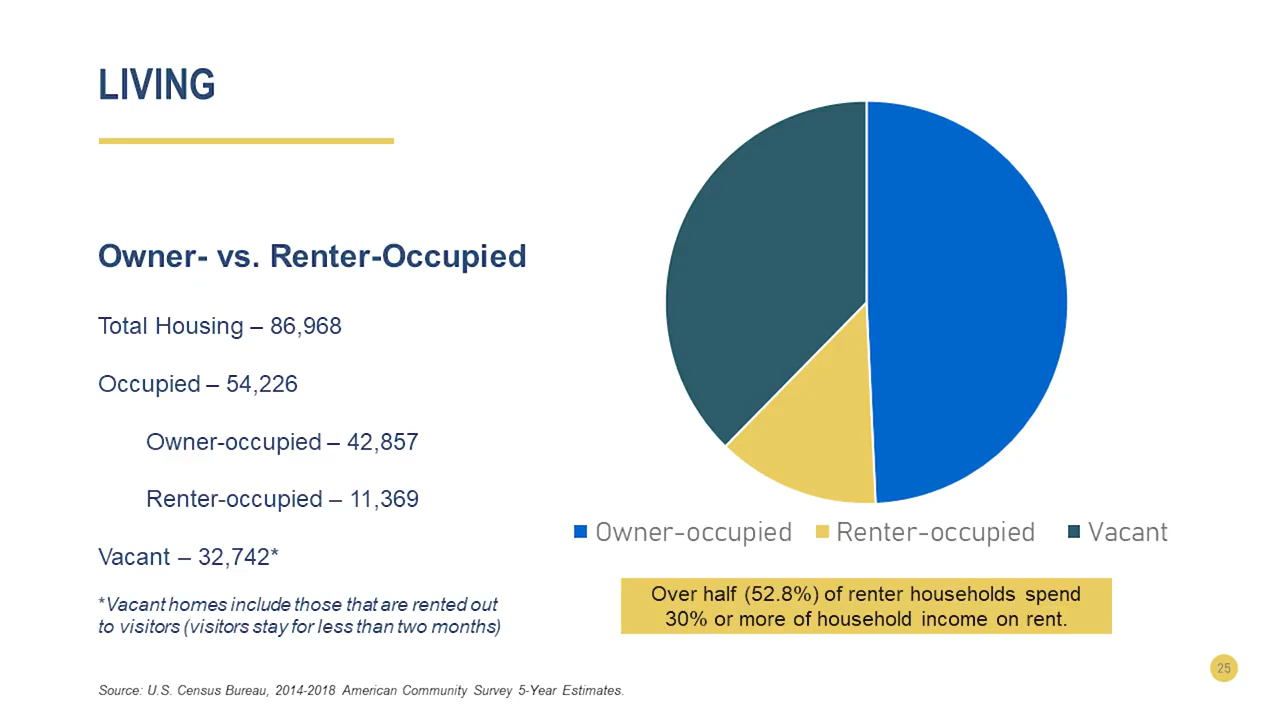 LIVING
Owner- vs. Renter-Occupied
Total Housing – 86,968
Occupied – 54,226
Owner-occupied – 42,857
Renter-occupied – 11,369
Vacant – 32,742*
*Vacant homes include those that are rented out
to visitors (visitors stay for less than two months)
Owner-occupied Renter-occupied Vacant
Over half (52.8%) of renter households spend
30% or more of household income on rent.
25
Source: U.S. Census Bureau, 2014-2018 American Community Survey 5-Year Estimates.